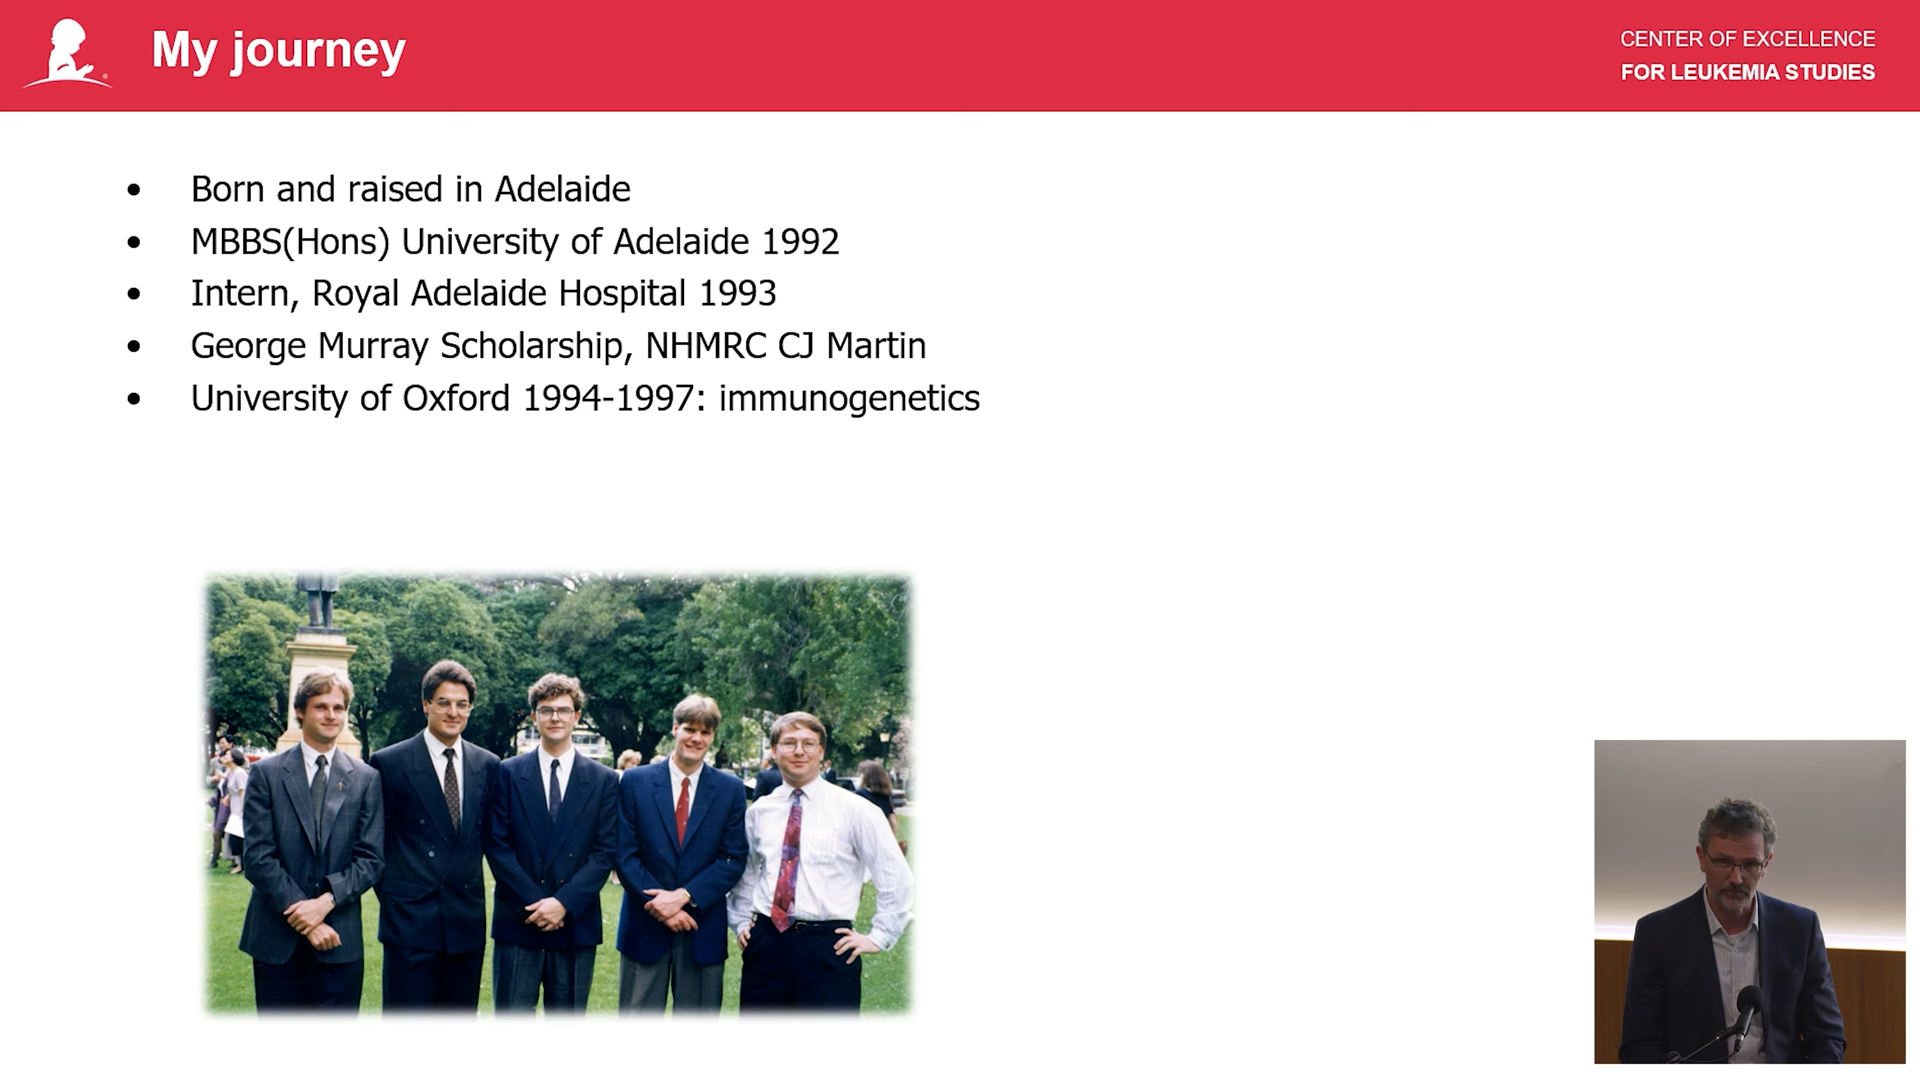 My journey
CENTER OF EXCELLENCE
FOR LEUKEMIA STUDIES
• Born and raised in Adelaide
• MBBS(Hons) University of Adelaide 1992
• Intern, Royal Adelaide Hospital 1993
• George Murray Scholarship, NHMRC CJ Martin
• University of Oxford 1994-1997: immunogenetics